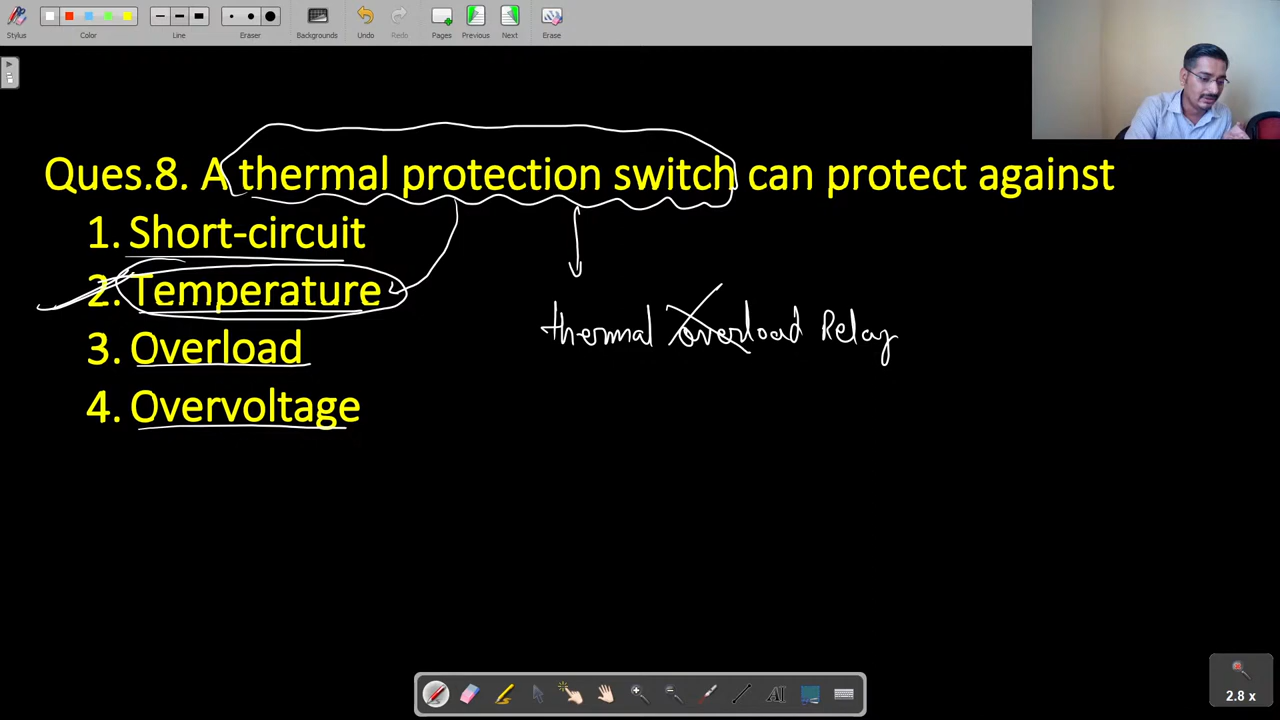 Stylus
Color
Line
Eraser
Backgrounds
Undo
Redo
Pages
Previous
Next
Erase
Ques.8. A thermal protection switch can protect against
1. Short-circuit
2. Temperature
3. Overload
4. Overvoltage
thermal overload Relay
2.8 x